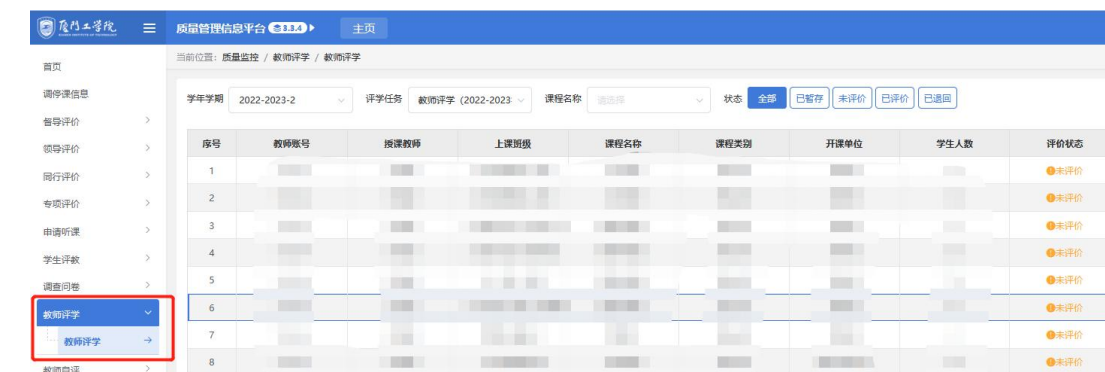 厦门工学院
质量管理信息平台 3.3.4 主页
当前位置：质量监控 / 教师评学 / 教师评学
首页
调停课信息
督导评价
领导评价
同行评价
专项评价
申请听课
学生评教
调查问卷
教师评学
教师评学
教师自评
学年学期 2022-2023-2 评学任务 教师评学（2022-2023 课程名称 请选择 状态 全部 已暂存 未评价 已评价 已退回
序号 教师账号 授课教师 上课班级 课程名称 课程类别 开课单位 学生人数 评价状态
1 未评价
2 未评价
3 未评价
4 未评价
5 未评价
6 未评价
7 未评价
8 未评价